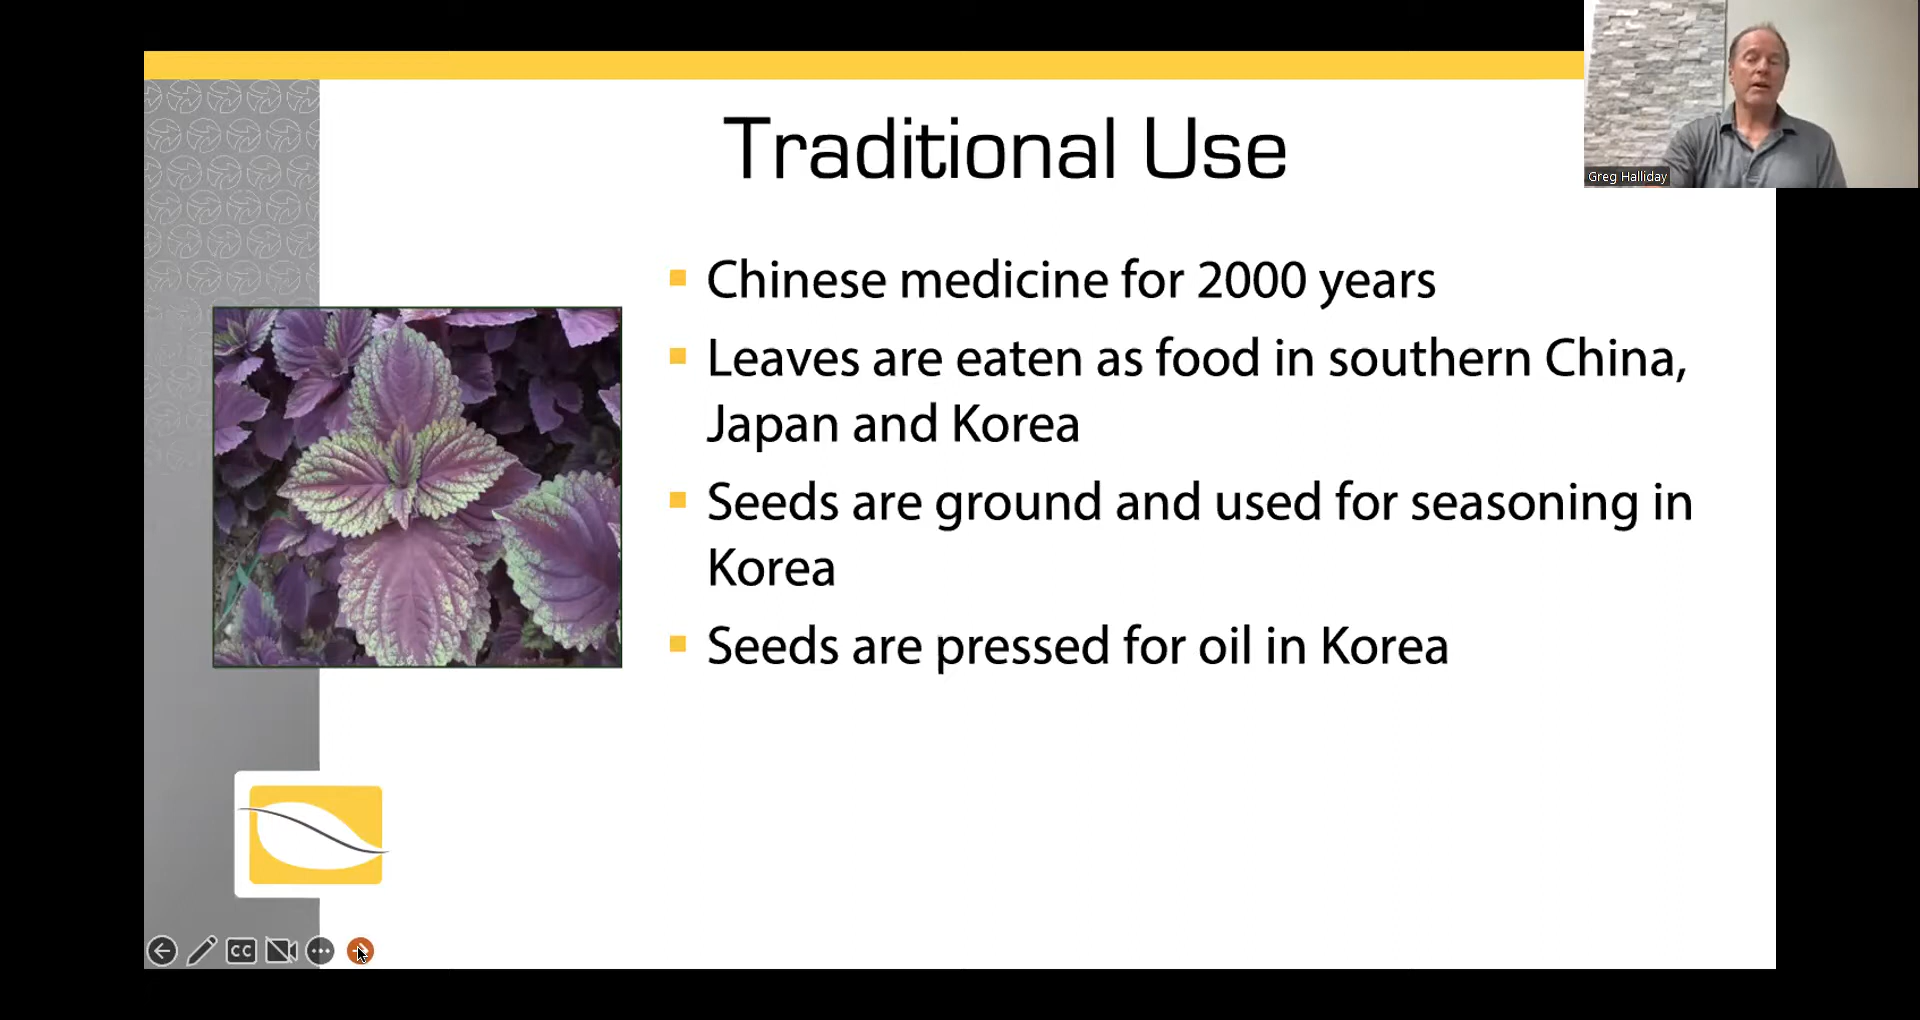 Traditional Use
Greg Halliday
Chinese medicine for 2000 years
Leaves are eaten as food in southern China,
Japan and Korea
Seeds are ground and used for seasoning in
Korea
Seeds are pressed for oil in Korea
CC